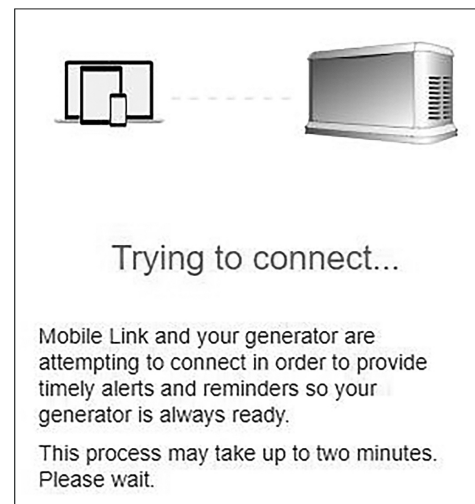 Trying to connect...
Mobile Link and your generator are
attempting to connect in order to provide
timely alerts and reminders so your
generator is always ready.
This process may take up to two minutes.
Please wait.